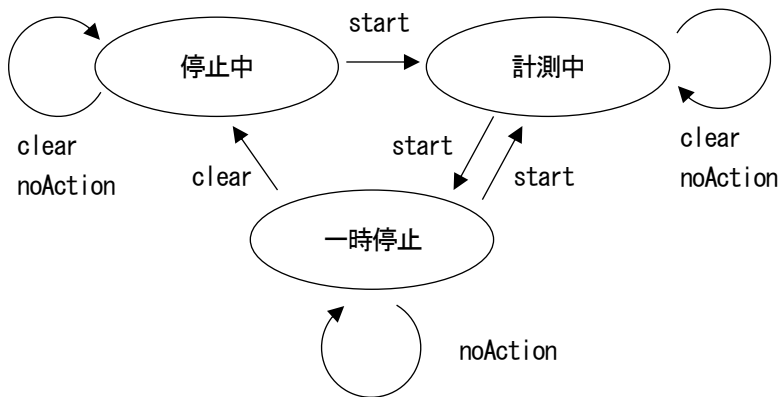 start
停止中
計測中
clear
noAction
start
clear
noAction
clear
start
一時停止
noAction